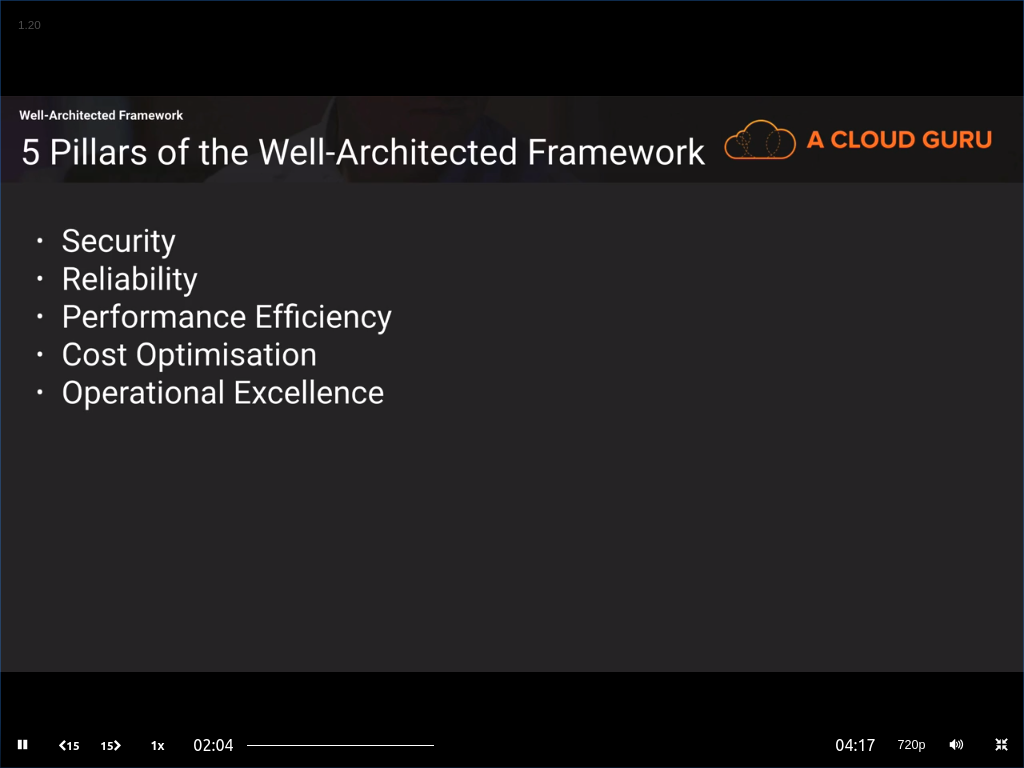 1.20
Well-Architected Framework
5 Pillars of the Well-Architected Framework
A CLOUD GURU
· Security
· Reliability
· Performance Efficiency
· Cost Optimisation
· Operational Excellence
15 15 1x 02:04 04:17 720p